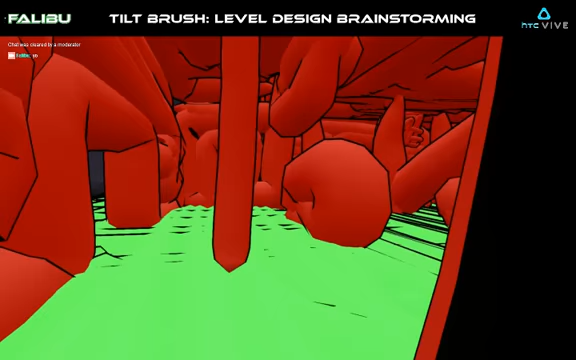 FALIBU
TILT BRUSH: LEVEL DESIGN BRAINSTORMING
htc VIVE
Chat was cleared by a moderator